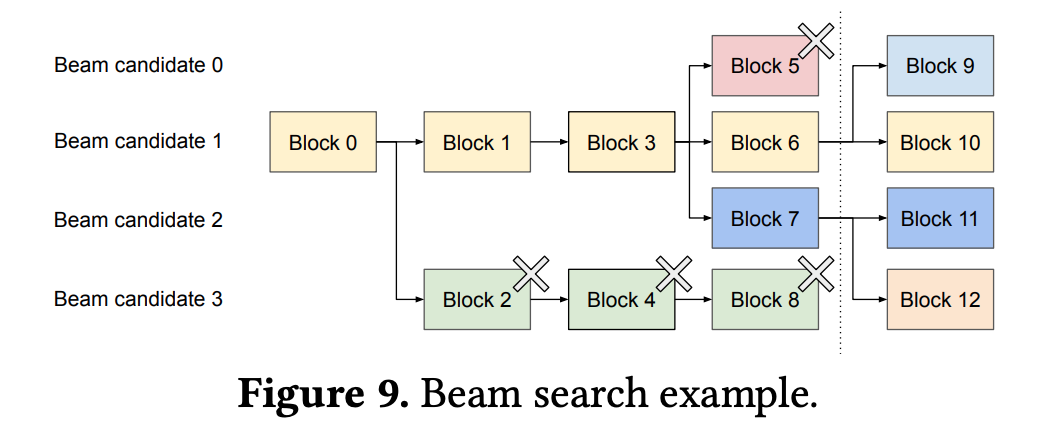 Beam candidate 0
Block 5
Block 9
Beam candidate 1
Block 0
Block 1
Block 3
Block 6
Block 10
Beam candidate 2
Block 7
Block 11
Beam candidate 3
Block 2
Block 4
Block 8
Block 12
Figure 9. Beam search example.